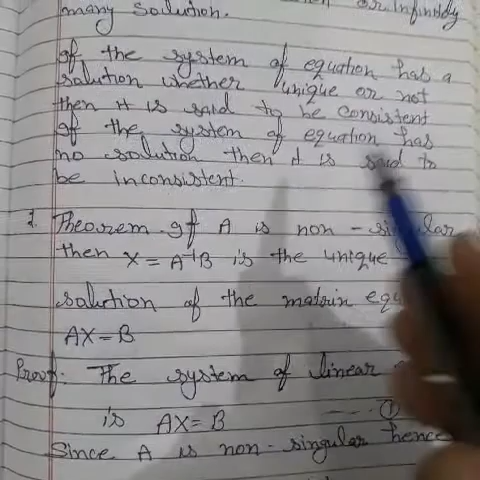 many solution. or Infinitely
If the system of equation has a
solution whether unique or not
then it is said to be consistent
If the system of equation has
no solution then it is said to
be inconsistent.
1. Theorem. If A is non-singular
then X = A⁻¹B is the unique
solution of the matrix equ
AX = B
Proof: The system of linear
is AX = B ---- ①
Since A is non-singular hence